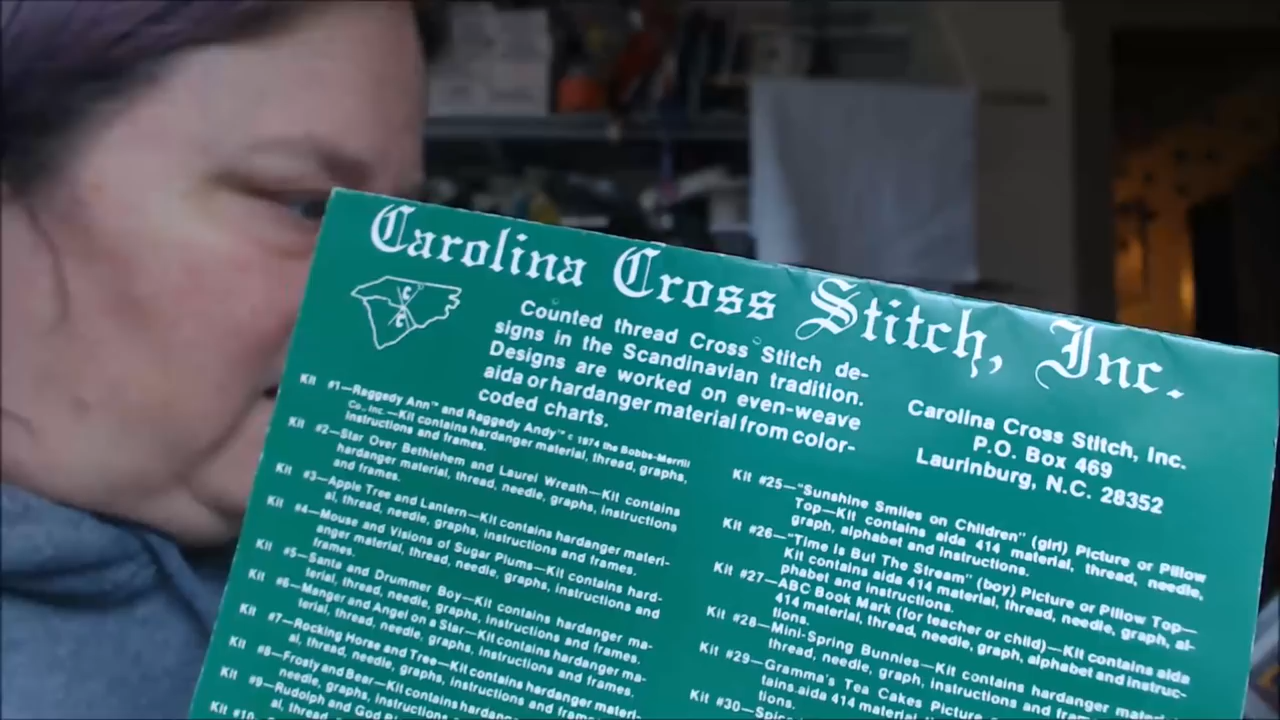 Carolina Cross Stitch, Inc.
Counted thread Cross Stitch de-
signs in the Scandinavian tradition.
Designs are worked on even-weave
aida or hardanger material from color-
coded charts.
Carolina Cross Stitch, Inc.
P.O. Box 469
Laurinburg, N.C. 28352
Kit #1—Raggedy Ann™ and Raggedy Andy™ c 1974 the Bobbs-Merrill
Co., Inc.—Kit contains hardanger material, thread, graphs,
instructions and frames.
Kit #2—Star Over Bethlehem and Laurel Wreath—Kit contains
hardanger material, thread, needle, graphs, instructions
and frames.
Kit #3—Apple Tree and Lantern—Kit contains hardanger materi-
al, thread, needle, graphs, instructions and frames.
Kit #4—Mouse and Visions of Sugar Plums—Kit contains hard-
anger material, thread, needle, graphs, instructions and
frames.
Kit #5—Santa and Drummer Boy—Kit contains hardanger ma-
terial, thread, needle, graphs, instructions and frames.
Kit #6—Manger and Angel on a Star—Kit contains hardanger ma-
terial, thread, needle, graphs, instructions and frames.
Kit #7—Rocking Horse and Tree—Kit contains hardanger materi-
al, thread, needle, graphs, instructions and frames.
Kit #8—Frosty and Bear—Kit contains hardanger
needle, graphs, instructions and
Kit #9—Rudolph and God
al, thread,
Kit #10—
Kit #25—"Sunshine Smiles on Children" (girl) Picture or Pillow
Top—Kit contains aida 414 material, thread, needle,
graph, alphabet and instructions.
Kit #26—"Time Is But The Stream" (boy) Picture or Pillow Top—
Kit contains aida 414 material, thread, needle, graph, al-
phabet and instructions.
Kit #27—ABC Book Mark (for teacher or child)—Kit contains aida
414 material, thread, needle, graph, alphabet and instruc-
tions.
Kit #28—Mini-Spring Bunnies—Kit contains hardanger
thread, needle, graph, instructions and
Kit #29—Gramma's Tea Cakes Picture
tains aida 414 material,
tions.
Kit #30—